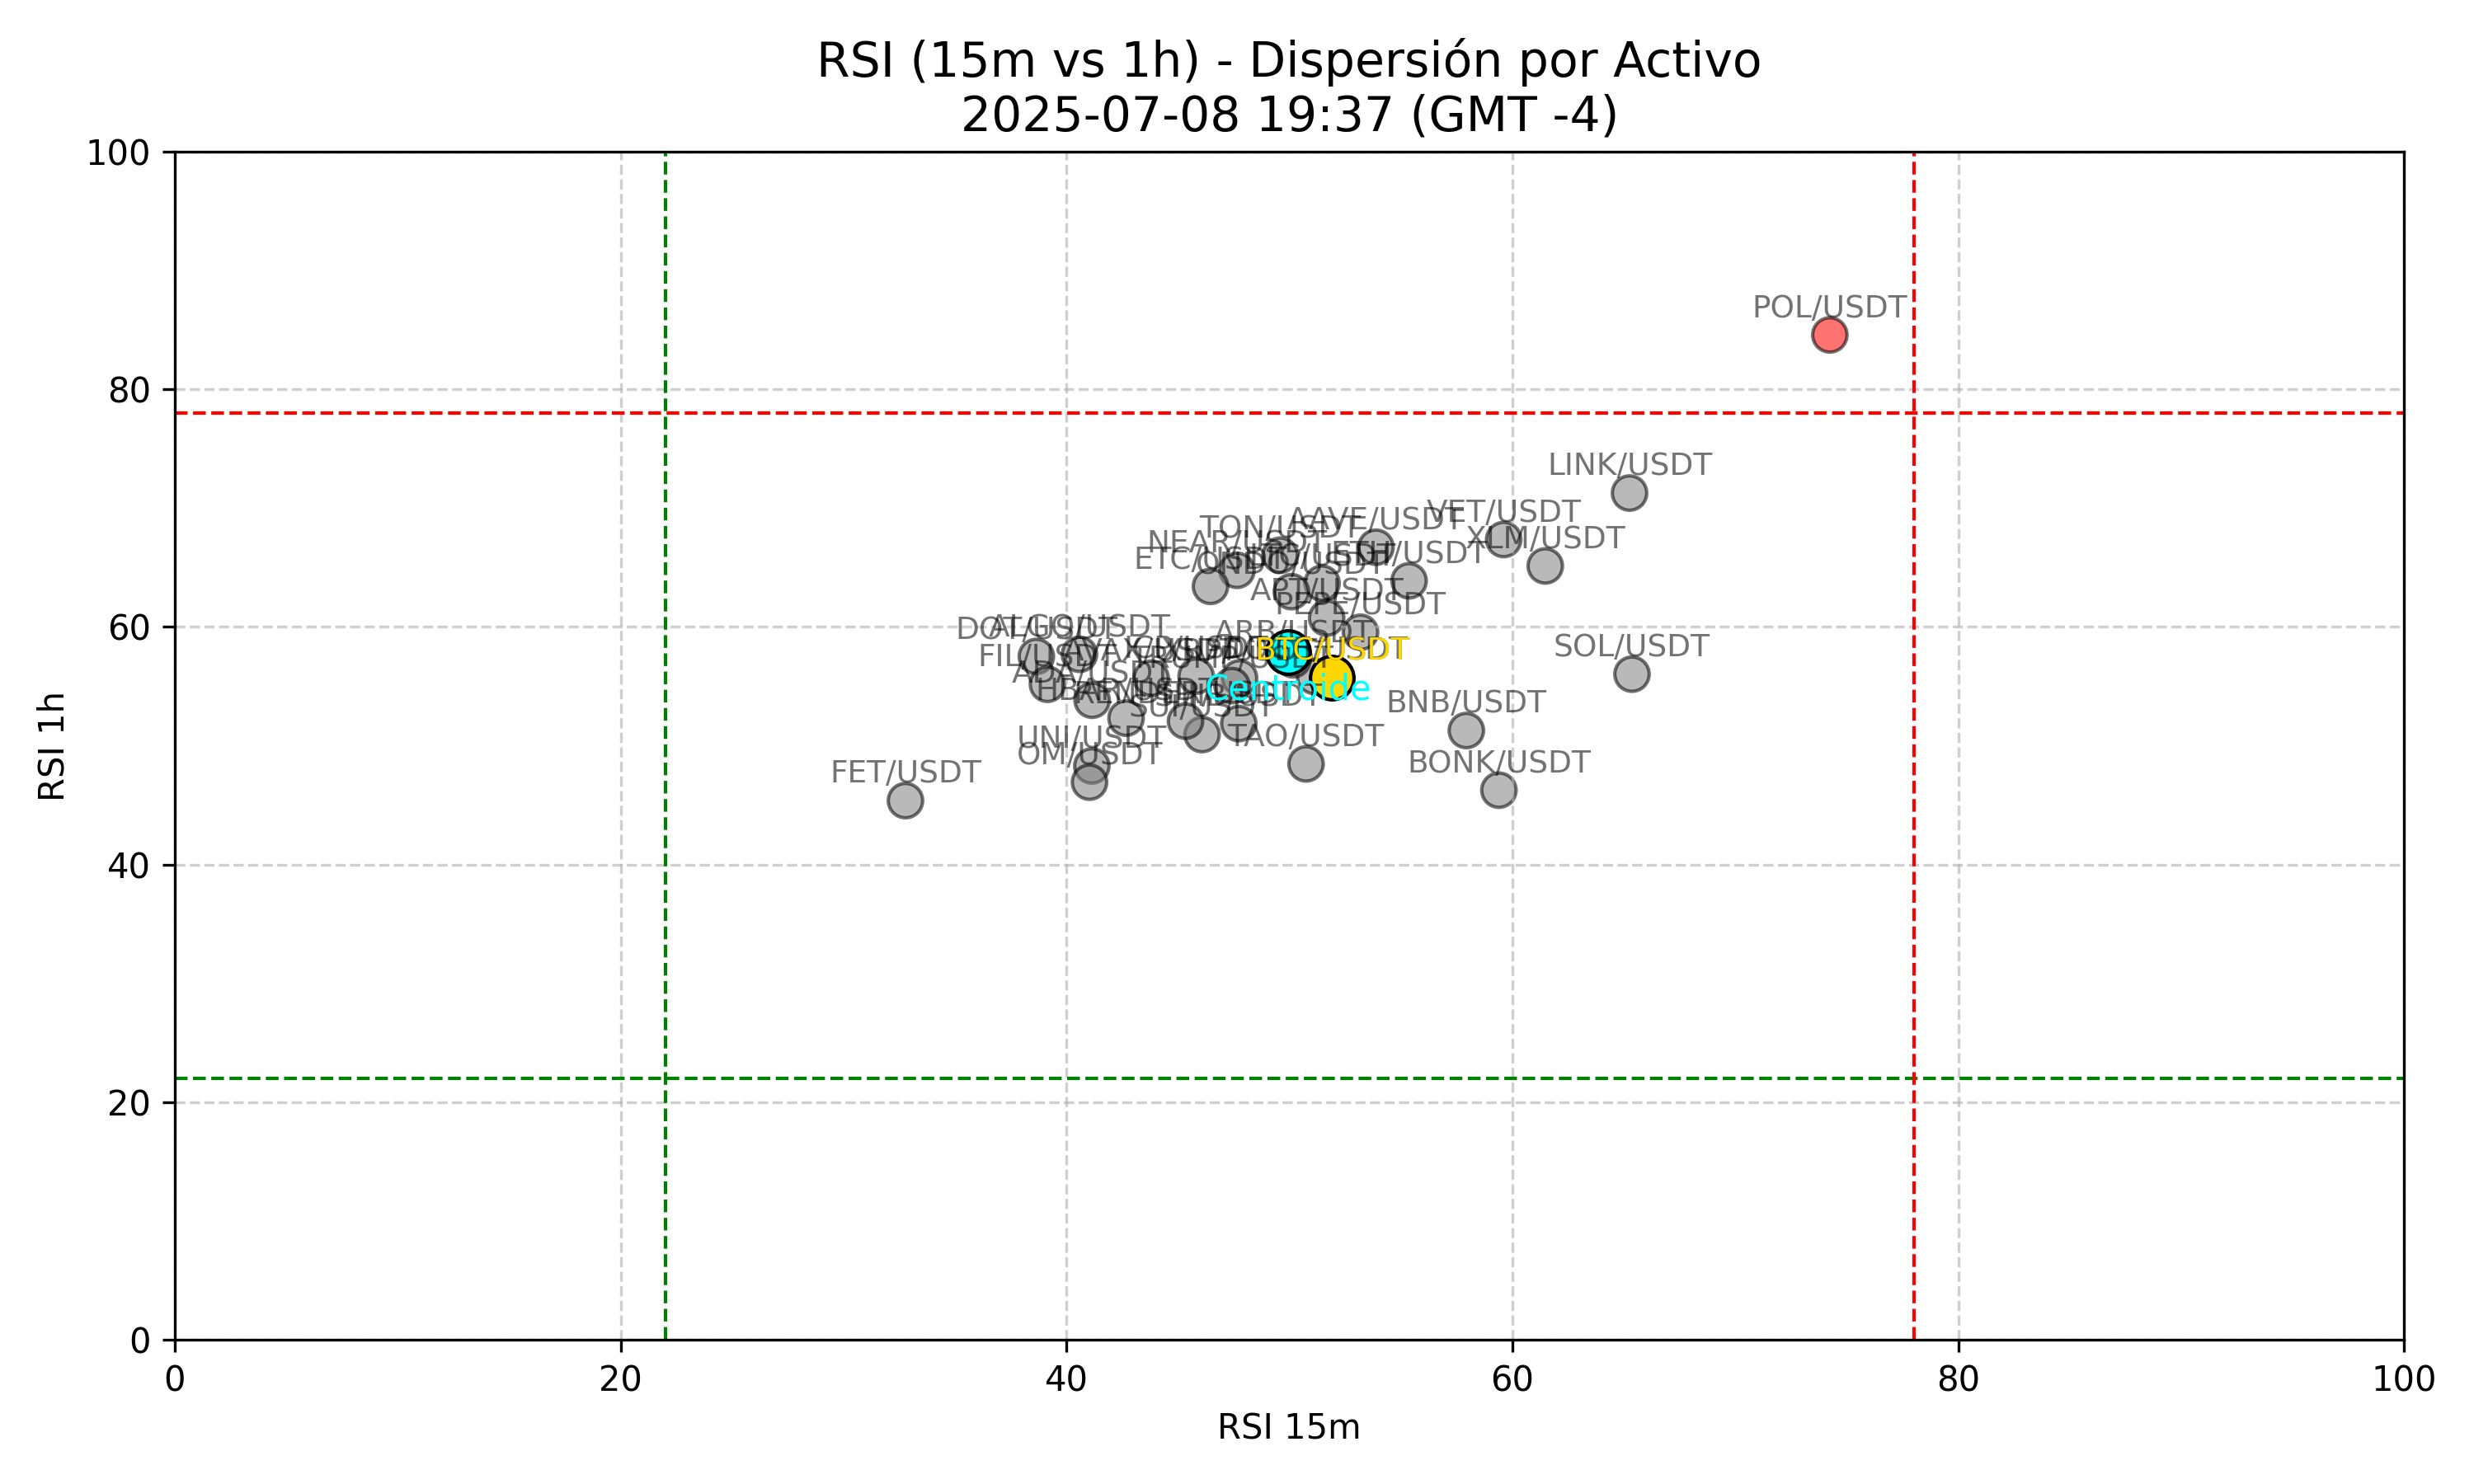 RSI (15m vs 1h) - Dispersión por Activo
2025-07-08 19:37 (GMT -4)
100
80
60
40
20
0
RSI 1h
POL/USDT
LINK/USDT
VET/USDT
AAVE/USDT
TON/USDT
XLM/USDT
NEAR/USDT
ETH/USDT
ETC/USDT
APT/USDT
PEPE/USDT
ALGO/USDT
DOT/USDT
ARB/USDT
BTC/USDT
SOL/USDT
FIL/USDT
ADA/USDT
Centroide
BNB/USDT
SUI/USDT
UNI/USDT
TAO/USDT
OM/USDT
BONK/USDT
FET/USDT
0
20
40
60
80
100
RSI 15m